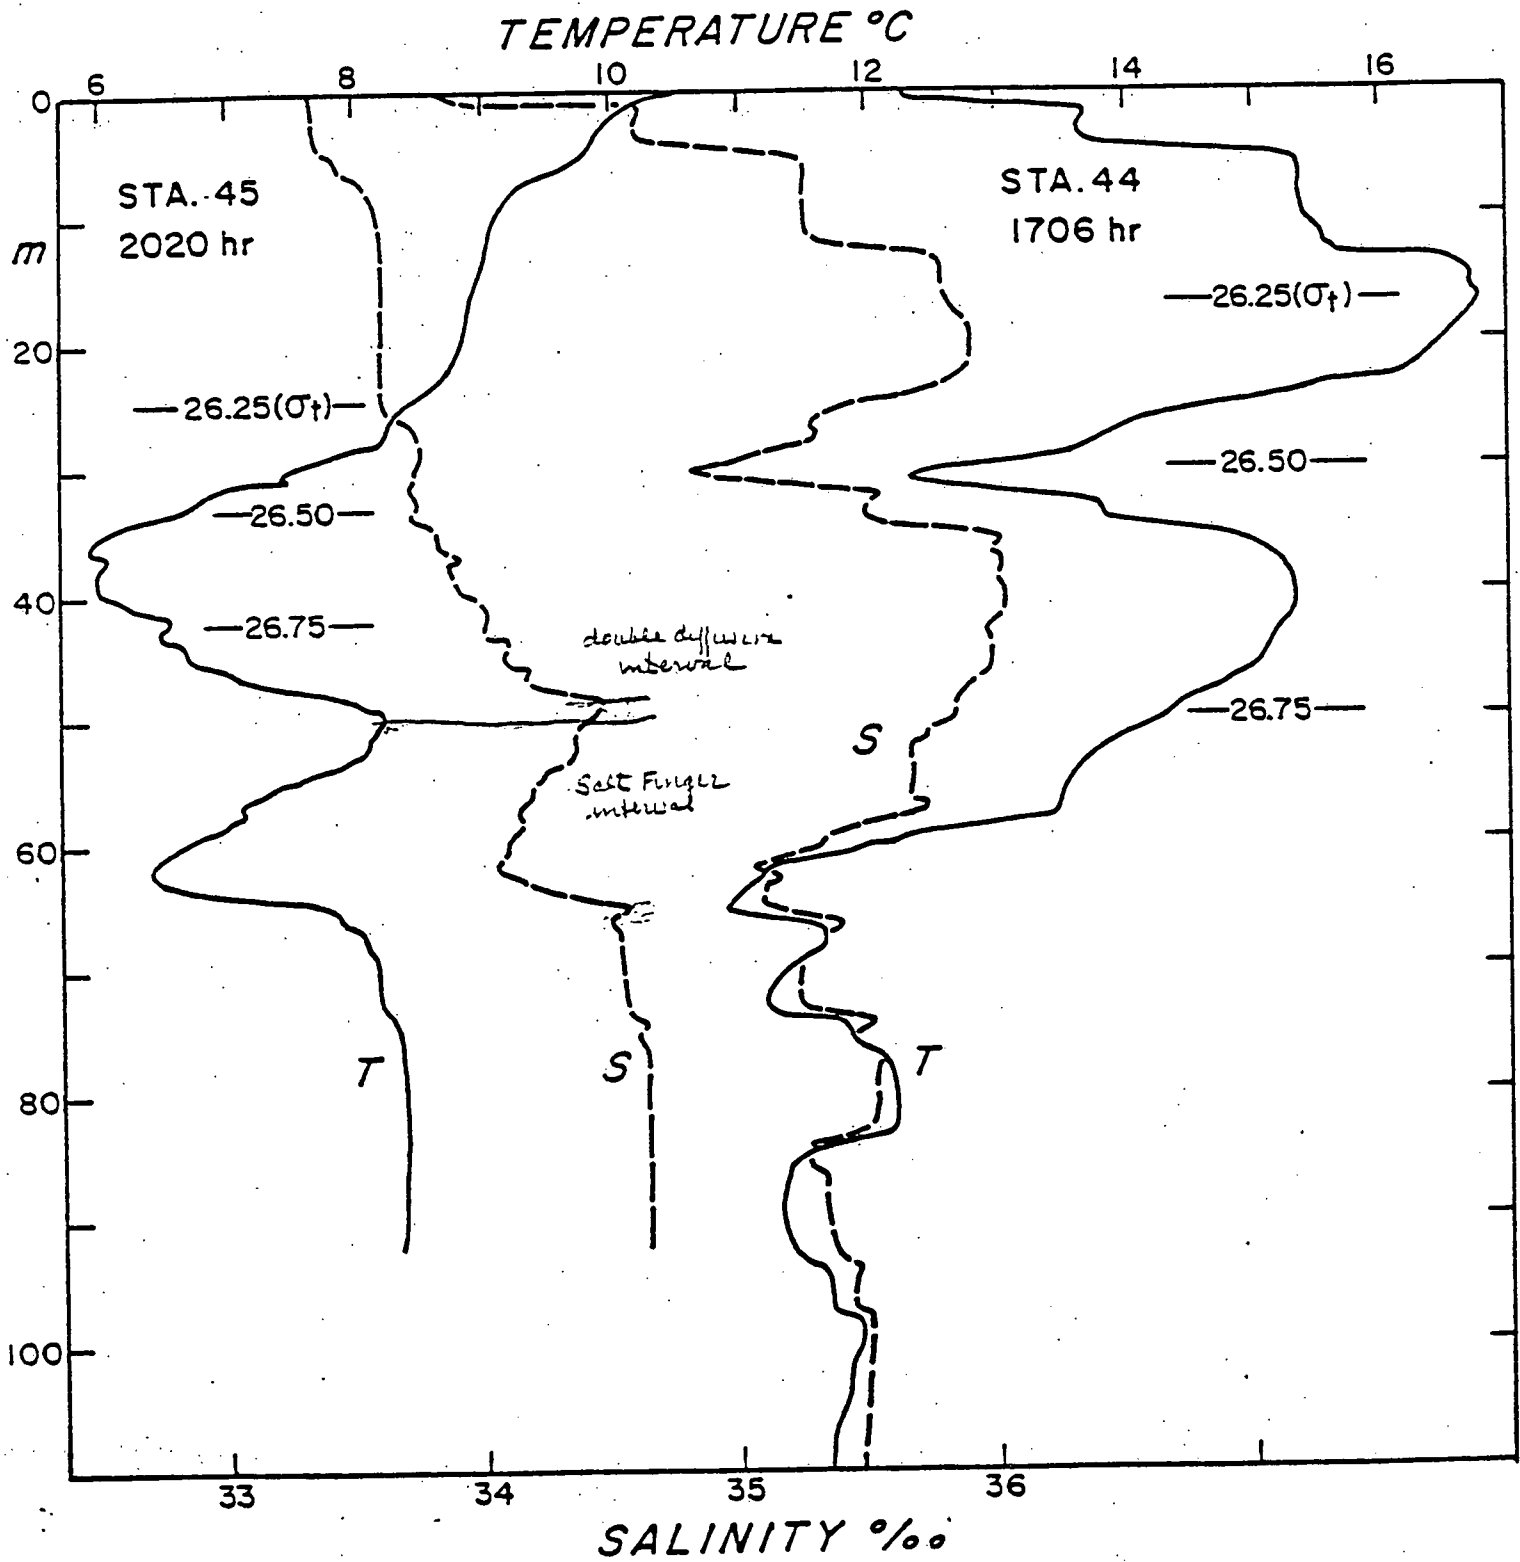 TEMPERATURE °C
6 8 10 12 14 16
0
STA. 45
2020 hr
STA. 44
1706 hr
m
26.25(σt)
20
26.25(σt)
26.50
26.50
40
26.75
double diffusive
interval
26.75
S
Salt Finger
interval
60
T
S
T
80
100
33 34 35 36
SALINITY °/oo